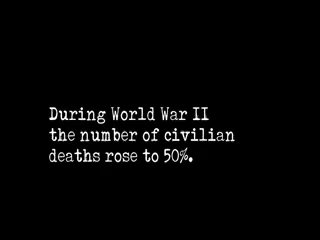 During World War II
the number of civilian
deaths rose to 50%.